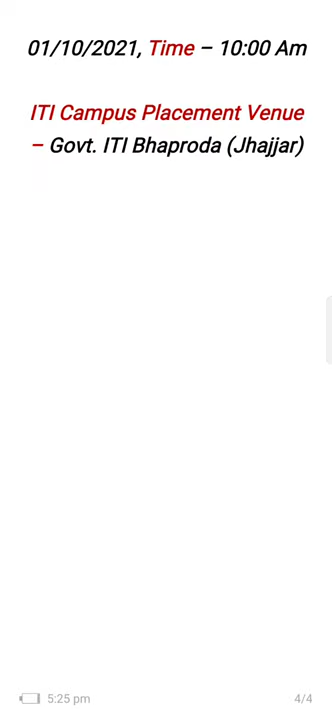 01/10/2021, Time – 10:00 Am
ITI Campus Placement Venue
– Govt. ITI Bhaproda (Jhajjar)
5:25 pm
4/4